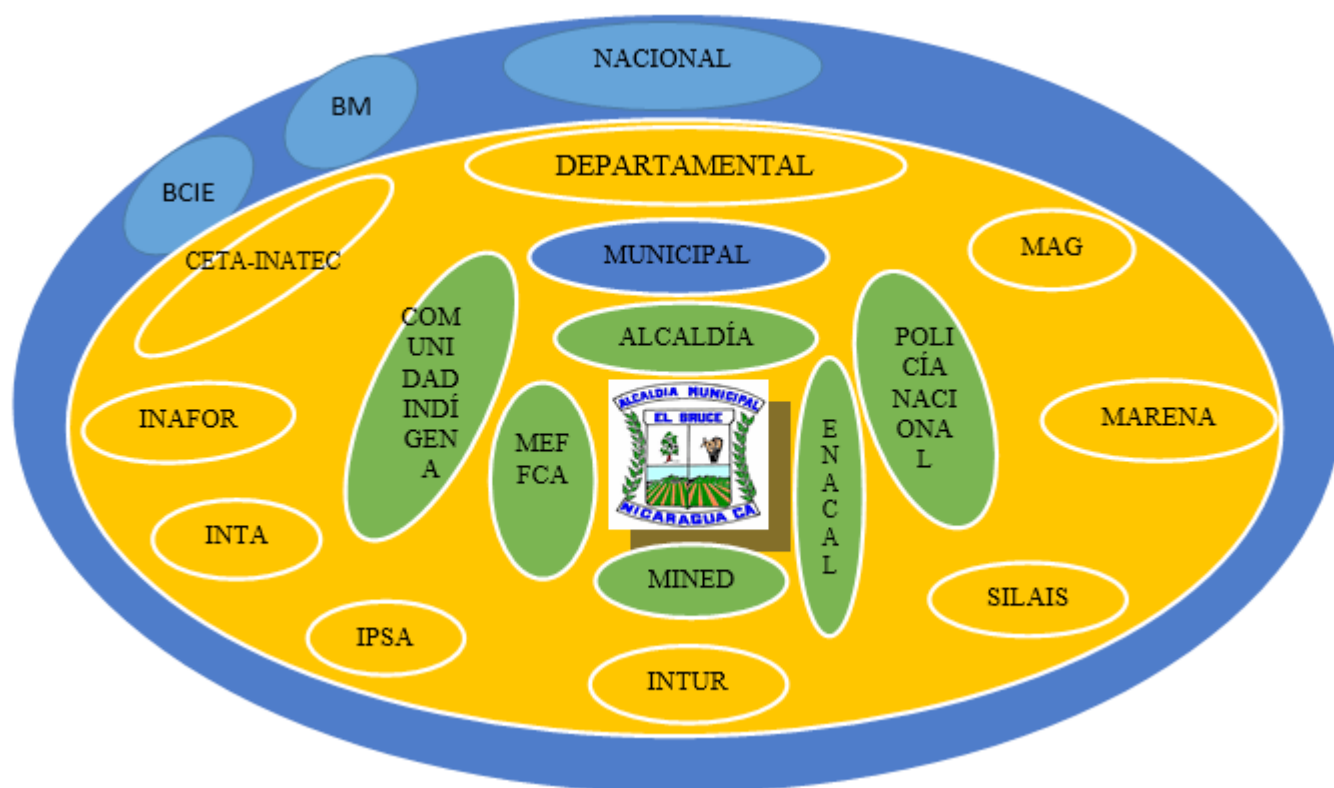 NACIONAL
BM
BCIE
DEPARTAMENTAL
CETA-INATEC
MAG
MUNICIPAL
COM
UNI
DAD
INDÍ
GEN
A
ALCALDÍA
POLI
CÍA
NACI
ONA
L
ALCALDIA MUNICIPAL
EL BRUCE
NICARAGUA CA
INAFOR
MEF
FCA
E
N
A
C
A
L
MARENA
INTA
MINED
SILAIS
IPSA
INTUR